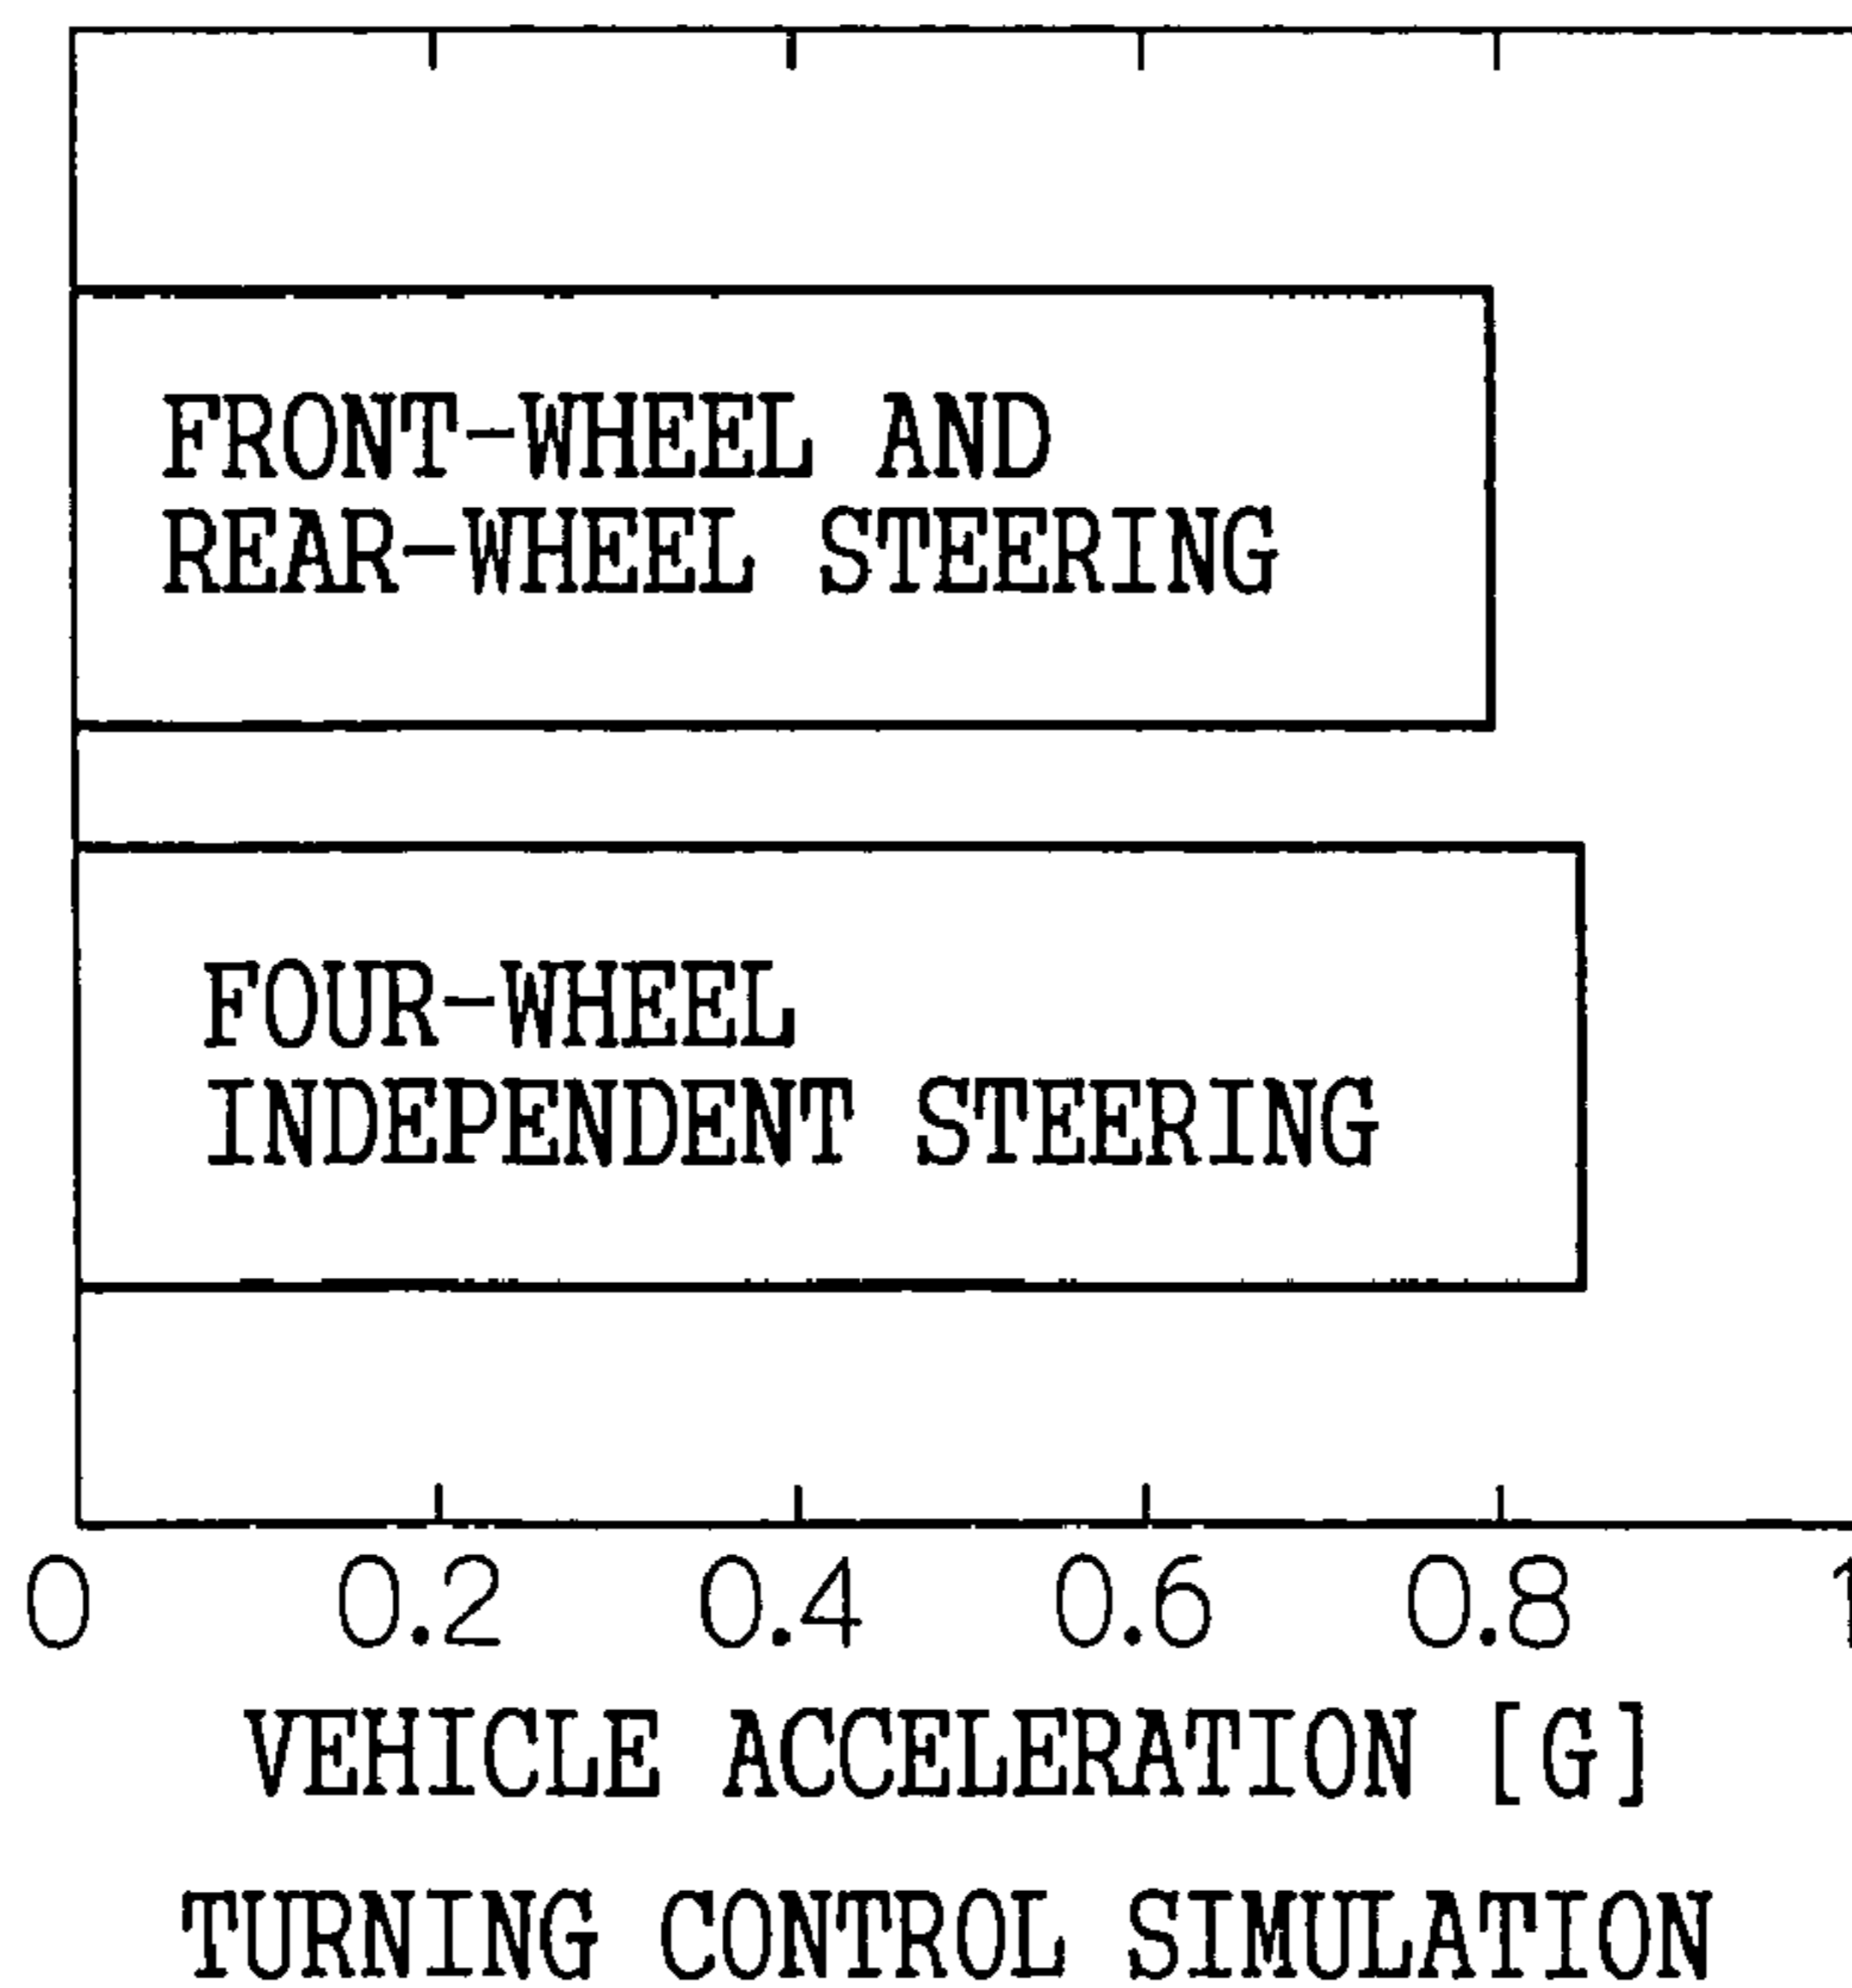 FRONT-WHEEL AND
REAR-WHEEL STEERING
FOUR-WHEEL
INDEPENDENT STEERING
0 0.2 0.4 0.6 0.8 1
VEHICLE ACCELERATION [G]
TURNING CONTROL SIMULATION